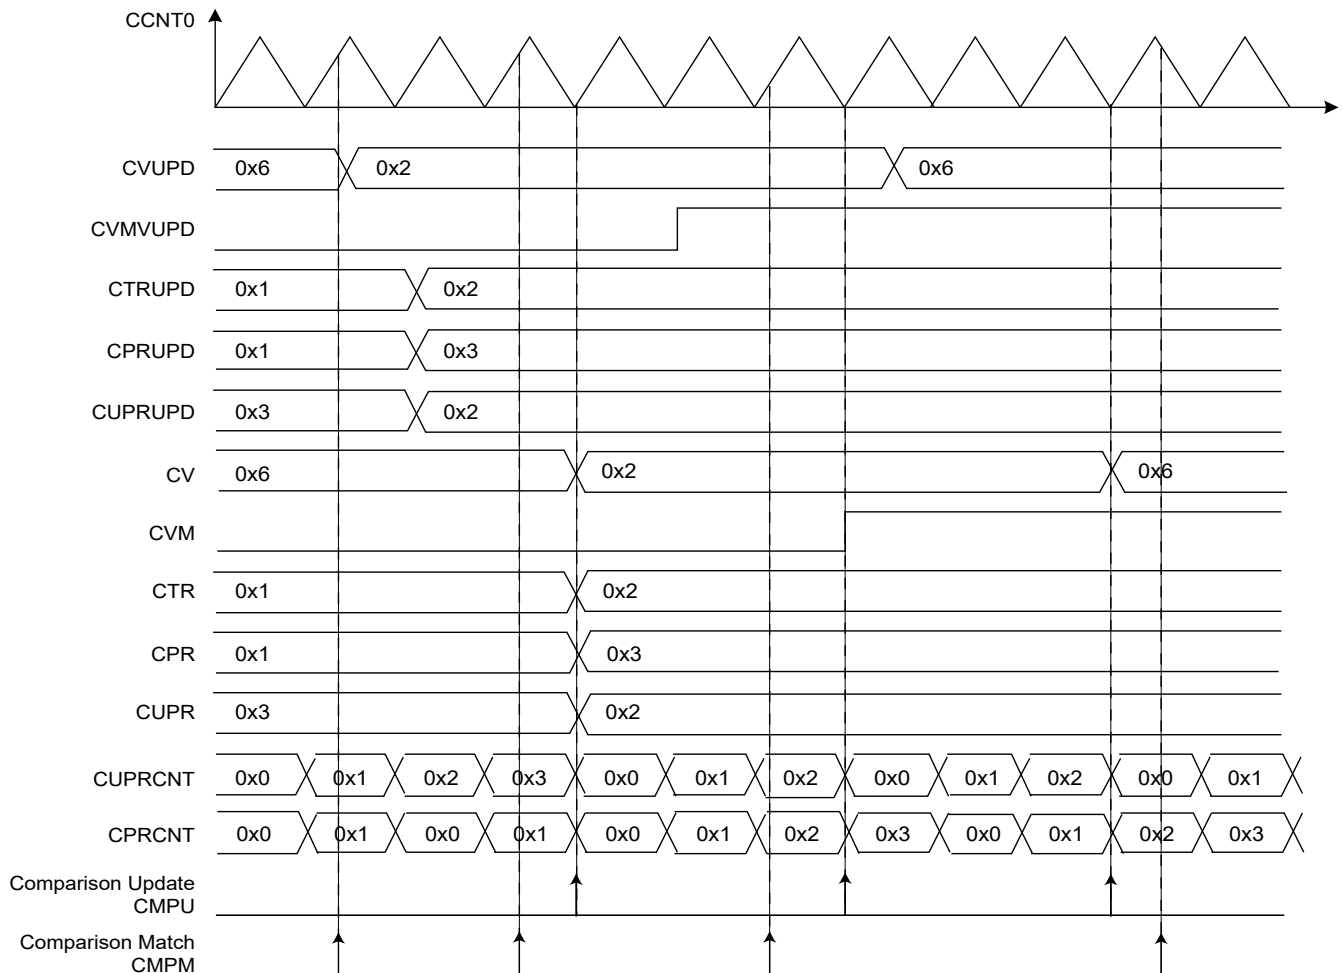 CCNT0
CVUPD 0x6 0x2 0x6
CVMVUPD
CTRUPD 0x1 0x2
CPRUPD 0x1 0x3
CUPRUPD 0x3 0x2
CV 0x6 0x2 0x6
CVM
CTR 0x1 0x2
CPR 0x1 0x3
CUPR 0x3 0x2
CUPRCNT 0x0 0x1 0x2 0x3 0x0 0x1 0x2 0x0 0x1 0x2 0x0 0x1
CPRCNT 0x0 0x1 0x0 0x1 0x0 0x1 0x2 0x3 0x0 0x1 0x2 0x3
Comparison Update
CMPU
Comparison Match
CMPM